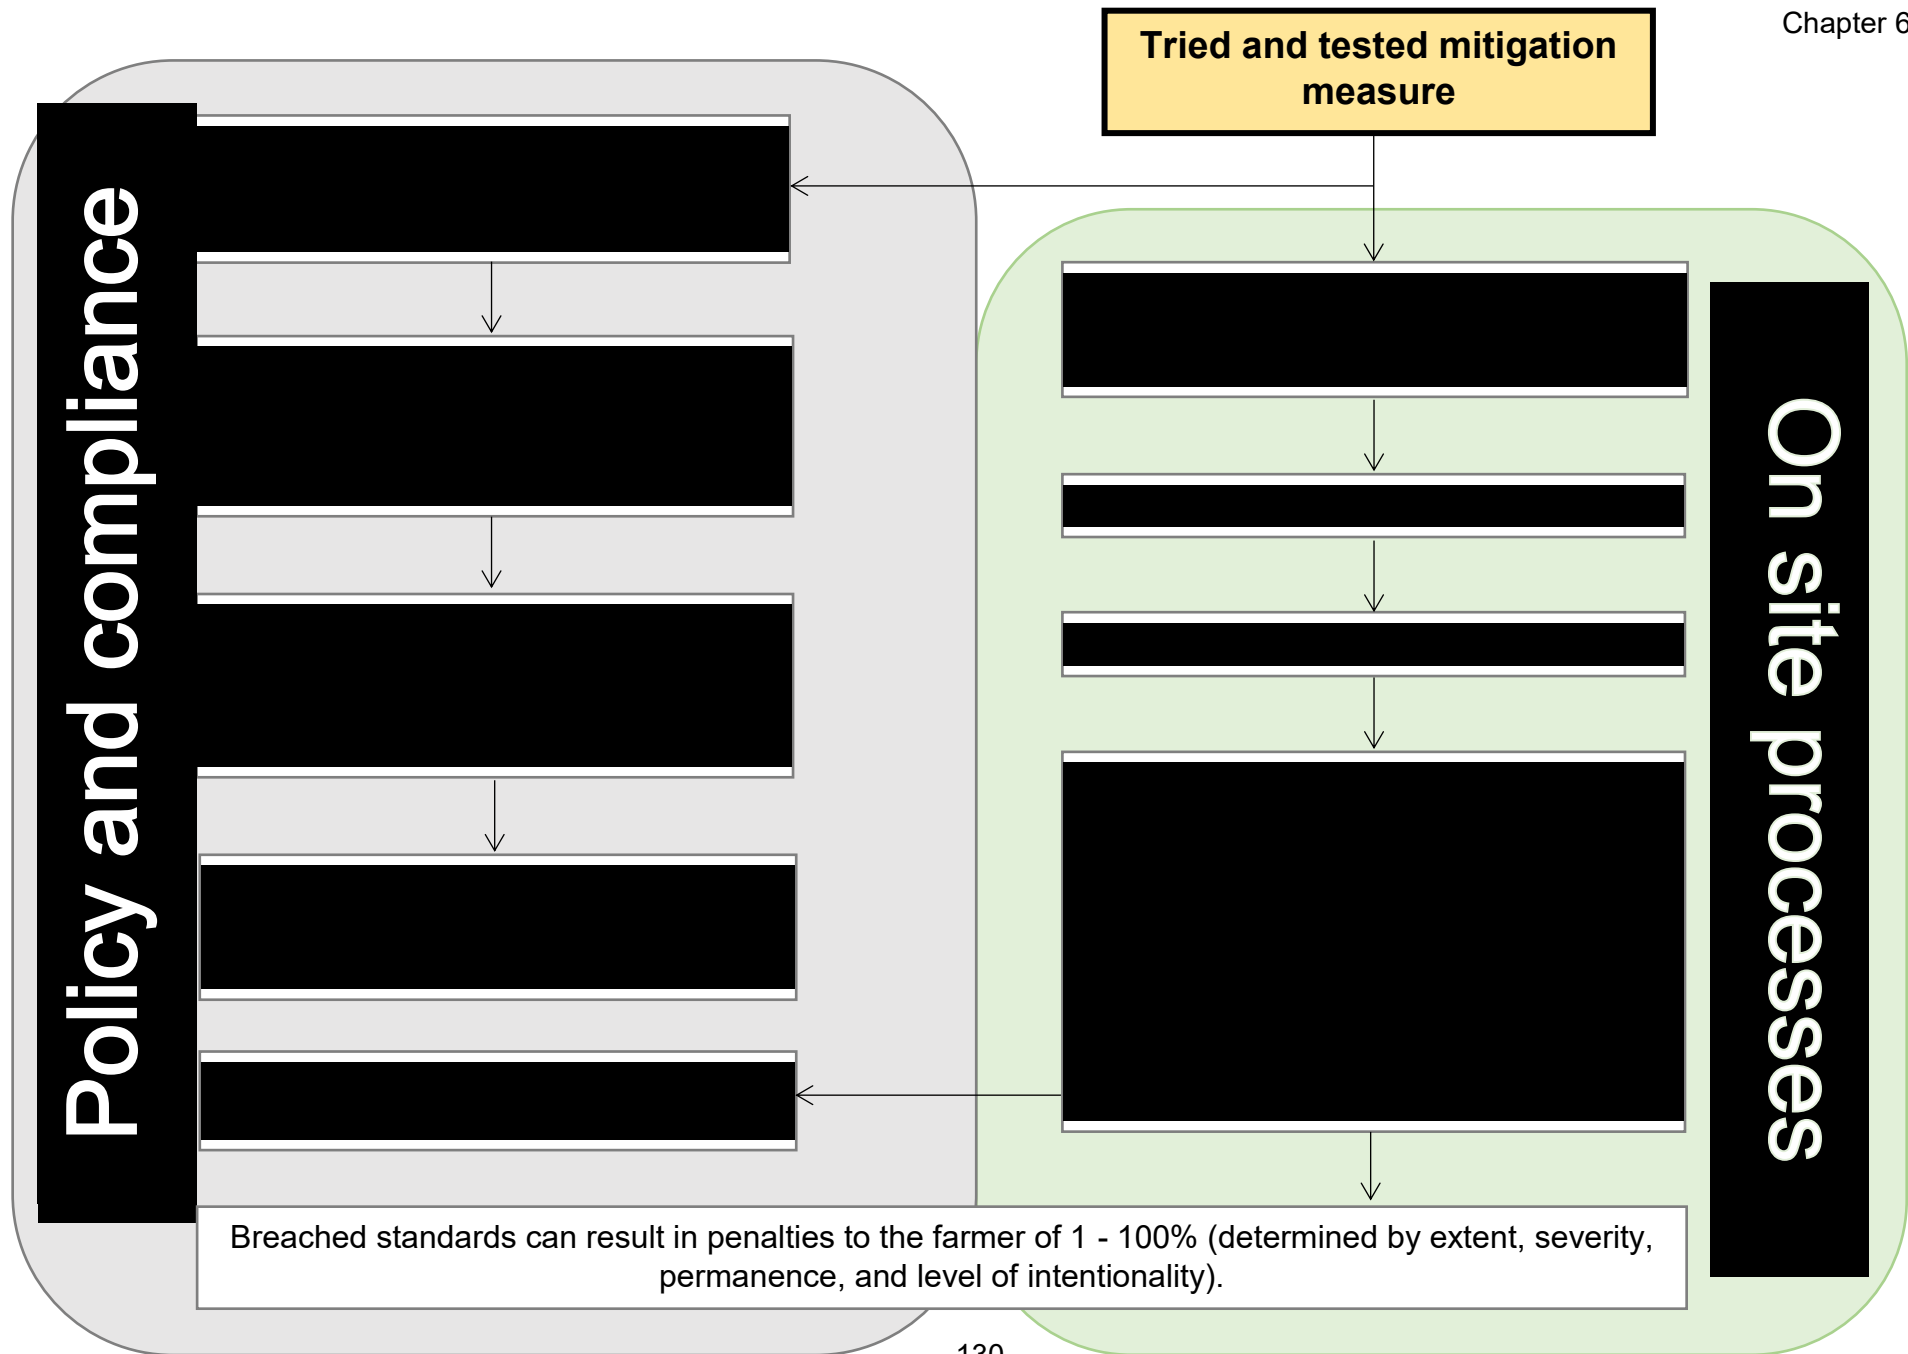 Chapter 6
Tried and tested mitigation
measure
Policy and compliance
On site processes
Breached standards can result in penalties to the farmer of 1 - 100% (determined by extent, severity,
permanence, and level of intentionality).
130